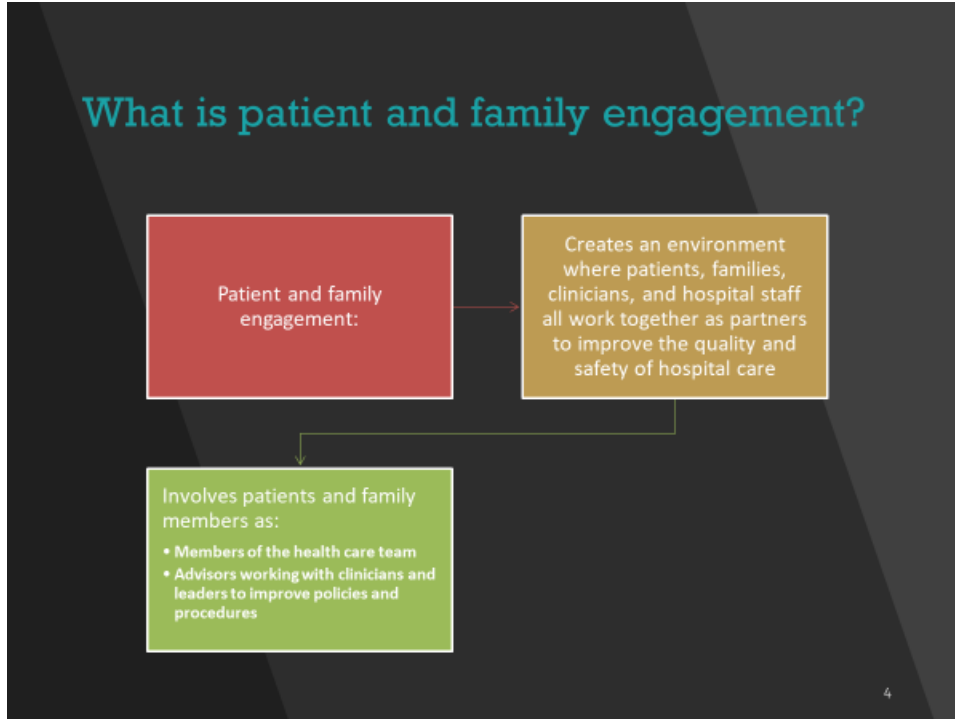 What is patient and family engagement?
Patient and family
engagement:
Creates an environment
where patients, families,
clinicians, and hospital staff
all work together as partners
to improve the quality and
safety of hospital care
Involves patients and family
members as:
• Members of the health care team
• Advisors working with clinicians and
leaders to improve policies and
procedures
4